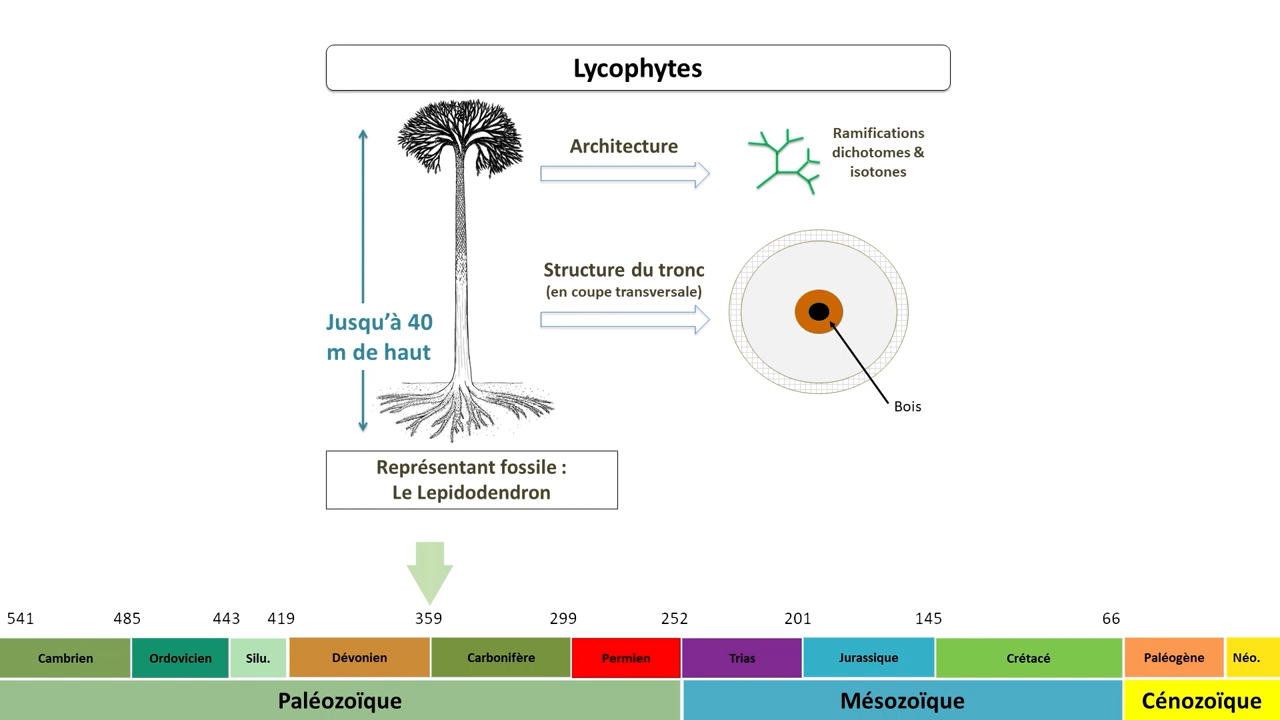 Lycophytes
Architecture
Ramifications
dichotomes &
isotones
Structure du tronc
(en coupe transversale)
Jusqu’à 40
m de haut
Bois
Représentant fossile :
Le Lepidodendron
541 485 443 419 359 299 252 201 145 66
Cambrien Ordovicien Silu. Dévonien Carbonifère Permien Trias Jurassique Crétacé Paléogène Néo.
Paléozoïque Mésozoïque Cénozoïque